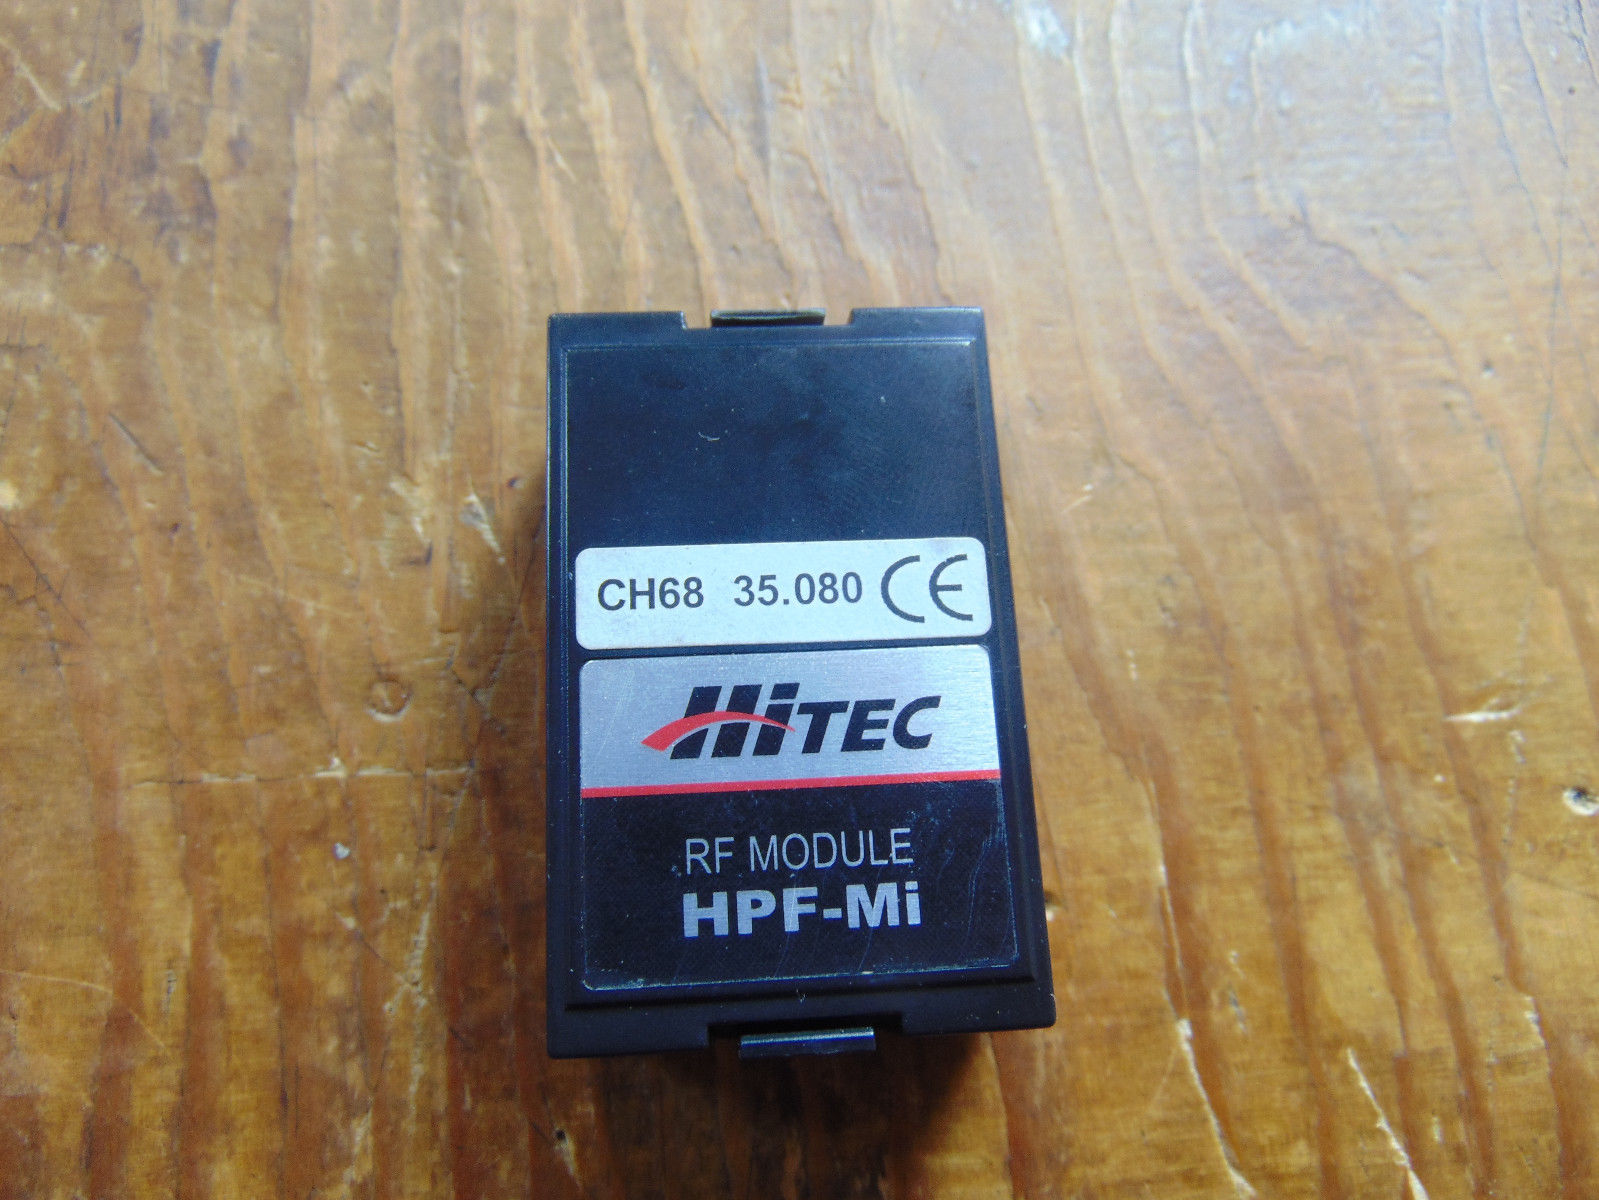 CH68 35.080 CE
HiTEC
RF MODULE
HPF-Mi